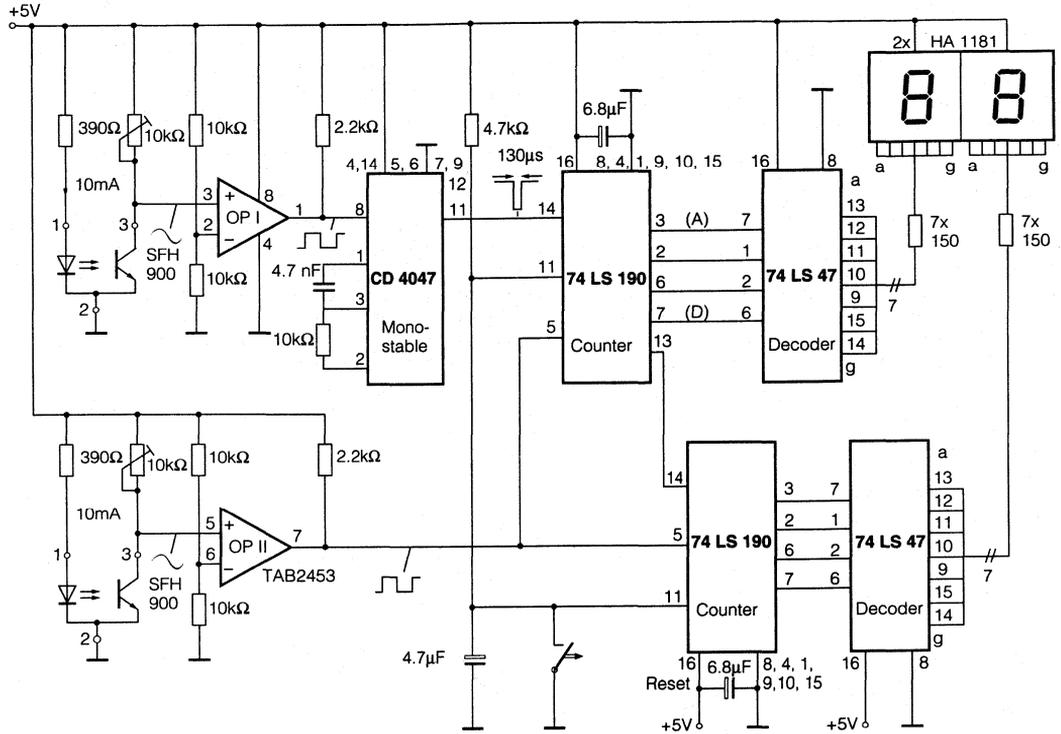 +5V
2x HA 1181
8 8
a g a g
390Ω 10kΩ 10kΩ 2.2kΩ 4.7kΩ
6.8µF
130µs
16 8, 4, 1, 9, 10, 15
16 8
4,14 5, 6 7, 9
12
10mA
1 3 2
SFH
900
3 + OP I 1
2 −
8
4
10kΩ
8 11
4.7 nF
1
3
10kΩ
2
CD 4047
Mono-
stable
14
11
5
74 LS 190
Counter
3 (A) 7
2 1
6 2
7 (D) 6
13
74 LS 47
Decoder
a
13
12
11
10
9
15
14
g
7
7x
150
7x
150
390Ω 10kΩ 10kΩ 2.2kΩ
10mA
1 3 2
SFH
900
5 + OP II 7
6 −
TAB2453
10kΩ
14
5
11
74 LS 190
Counter
3 7
2 1
6 2
7 6
74 LS 47
Decoder
a
13
12
11
10
9
15
14
g
7
4.7µF
16 6.8µF 8, 4, 1,
Reset 9,10, 15
+5V
16 8
+5V